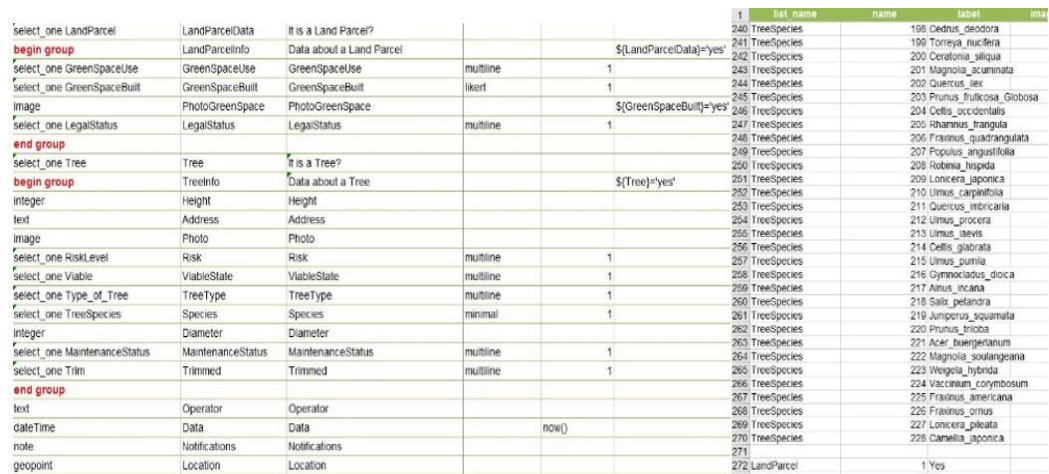 select_one LandParcel LandParcelData It is a Land Parcel?
begin group LandParcelInfo Data about a Land Parcel ${LandParcelData}='yes'
select_one GreenSpaceUse GreenSpaceUse GreenSpaceUse multiline 1
select_one GreenSpaceBuilt GreenSpaceBuilt GreenSpaceBuilt likert 1
image PhotoGreenSpace PhotoGreenSpace ${GreenSpaceBuilt}='yes'
select_one LegalStatus LegalStatus LegalStatus multiline 1
end group
select_one Tree Tree It is a Tree?
begin group TreeInfo Data about a Tree ${Tree}='yes'
integer Height Height
text Address Address
image Photo Photo
select_one RiskLevel Risk Risk multiline 1
select_one Viable ViableState ViableState multiline 1
select_one Type_of_Tree TreeType TreeType multiline 1
select_one TreeSpecies Species Species minimal 1
integer Diameter Diameter
select_one MaintenanceStatus MaintenanceStatus MaintenanceStatus multiline 1
select_one Trim Trimmed Trimmed multiline 1
end group
text Operator Operator
dateTime Data Data now()
note Notifications Notifications
geopoint Location Location
1 list_name name label ima
240 TreeSpecies 198 Cedrus_deodora
241 TreeSpecies 199 Torreya_nucifera
242 TreeSpecies 200 Ceratonia_siliqua
243 TreeSpecies 201 Magnolia_acuminata
244 TreeSpecies 202 Quercus_ilex
245 TreeSpecies 203 Prunus_fruticosa_Globosa
246 TreeSpecies 204 Celtis_occidentalis
247 TreeSpecies 205 Rhamnus_frangula
248 TreeSpecies 206 Fraxinus_quadrangulata
249 TreeSpecies 207 Populus_angustifolia
250 TreeSpecies 208 Robinia_hispida
251 TreeSpecies 209 Lonicera_japonica
252 TreeSpecies 210 Ulmus_carpinifolia
253 TreeSpecies 211 Quercus_imbricaria
254 TreeSpecies 212 Ulmus_procera
255 TreeSpecies 213 Ulmus_laevis
256 TreeSpecies 214 Celtis_glabrata
257 TreeSpecies 215 Ulmus_pumila
258 TreeSpecies 216 Gymnocladus_dioica
259 TreeSpecies 217 Alnus_incana
260 TreeSpecies 218 Salix_petandra
261 TreeSpecies 219 Juniperus_squamata
262 TreeSpecies 220 Prunus_triloba
263 TreeSpecies 221 Acer_buergerianum
264 TreeSpecies 222 Magnolia_soulangeana
265 TreeSpecies 223 Weigela_hybrida
266 TreeSpecies 224 Vaccinium_corymbosum
267 TreeSpecies 225 Fraxinus_americana
268 TreeSpecies 226 Fraxinus_ornus
269 TreeSpecies 227 Lonicera_pileata
270 TreeSpecies 228 Camellia_japonica
271
272 LandParcel 1 Yes